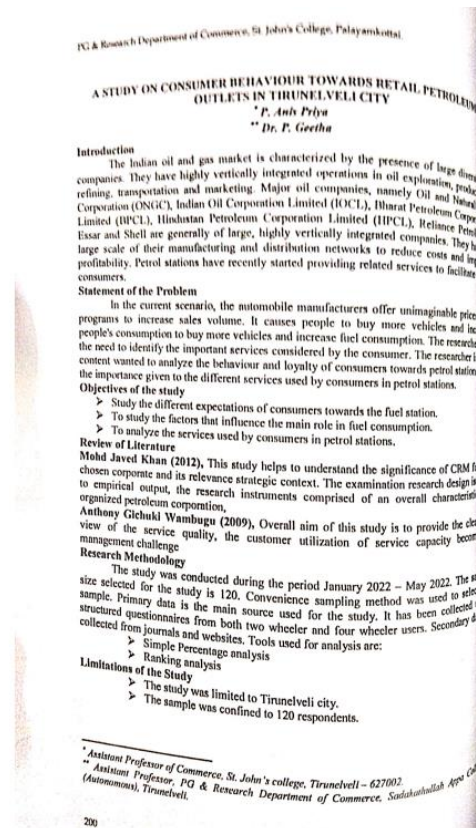 PG & Research Department of Commerce, St. John's College, Palayamkottai.
A STUDY ON CONSUMER BEHAVIOUR TOWARDS RETAIL PETROLEUM
OUTLETS IN TIRUNELVELI CITY
* P. Anis Priya
** Dr. P. Geetha
Introduction
The Indian oil and gas market is characterized by the presence of large
companies. They have highly vertically integrated operations in oil exploration,
refining, transportation and marketing. Major oil companies, namely Oil and Natural
Corporation (ONGC), Indian Oil Corporation Limited (IOCL), Bharat Petroleum
Limited (BPCL), Hindustan Petroleum Corporation Limited (HPCL), Reliance
Essar and Shell are generally of large, highly vertically integrated companies. They
large scale of their manufacturing and distribution networks to reduce costs and
profitability. Petrol stations have recently started providing related services to facilitate
consumers.
Statement of the Problem
In the current scenario, the automobile manufacturers offer unimaginable price
programs to increase sales volume. It causes people to buy more vehicles and
people's consumption to buy more vehicles and increase fuel consumption. The
the need to identify the important services considered by the consumer. The researcher
content wanted to analyze the behaviour and loyalty of consumers towards petrol station
the importance given to the different services used by consumers in petrol stations.
Objectives of the study
➤ Study the different expectations of consumers towards the fuel station.
➤ To study the factors that influence the main role in fuel consumption.
➤ To analyze the services used by consumers in petrol stations.
Review of Literature
Mohd Javed Khan (2012), This study helps to understand the significance of CRM
chosen corporate and its relevance strategic context. The examination research design
to empirical output, the research instruments comprised of an overall
organized petroleum corporation,
Anthony Gichuki Wambugu (2009), Overall aim of this study is to provide the
view of the service quality, the customer utilization of service capacity
management challenge
Research Methodology
The study was conducted during the period January 2022 – May 2022. The
size selected for the study is 120. Convenience sampling method was used to
sample. Primary data is the main source used for the study. It has been collected
structured questionnaires from both two wheeler and four wheeler users. Secondary
collected from journals and websites. Tools used for analysis are:
➤ Simple Percentage analysis
➤ Ranking analysis
Limitations of the Study
➤ The study was limited to Tirunelveli city.
➤ The sample was confined to 120 respondents.
* Assistant Professor of Commerce, St. John's college, Tirunelveli – 627002.
** Assistant Professor, PG & Research Department of Commerce, Sadakathullah Appa
(Autonomous), Tirunelveli.
200